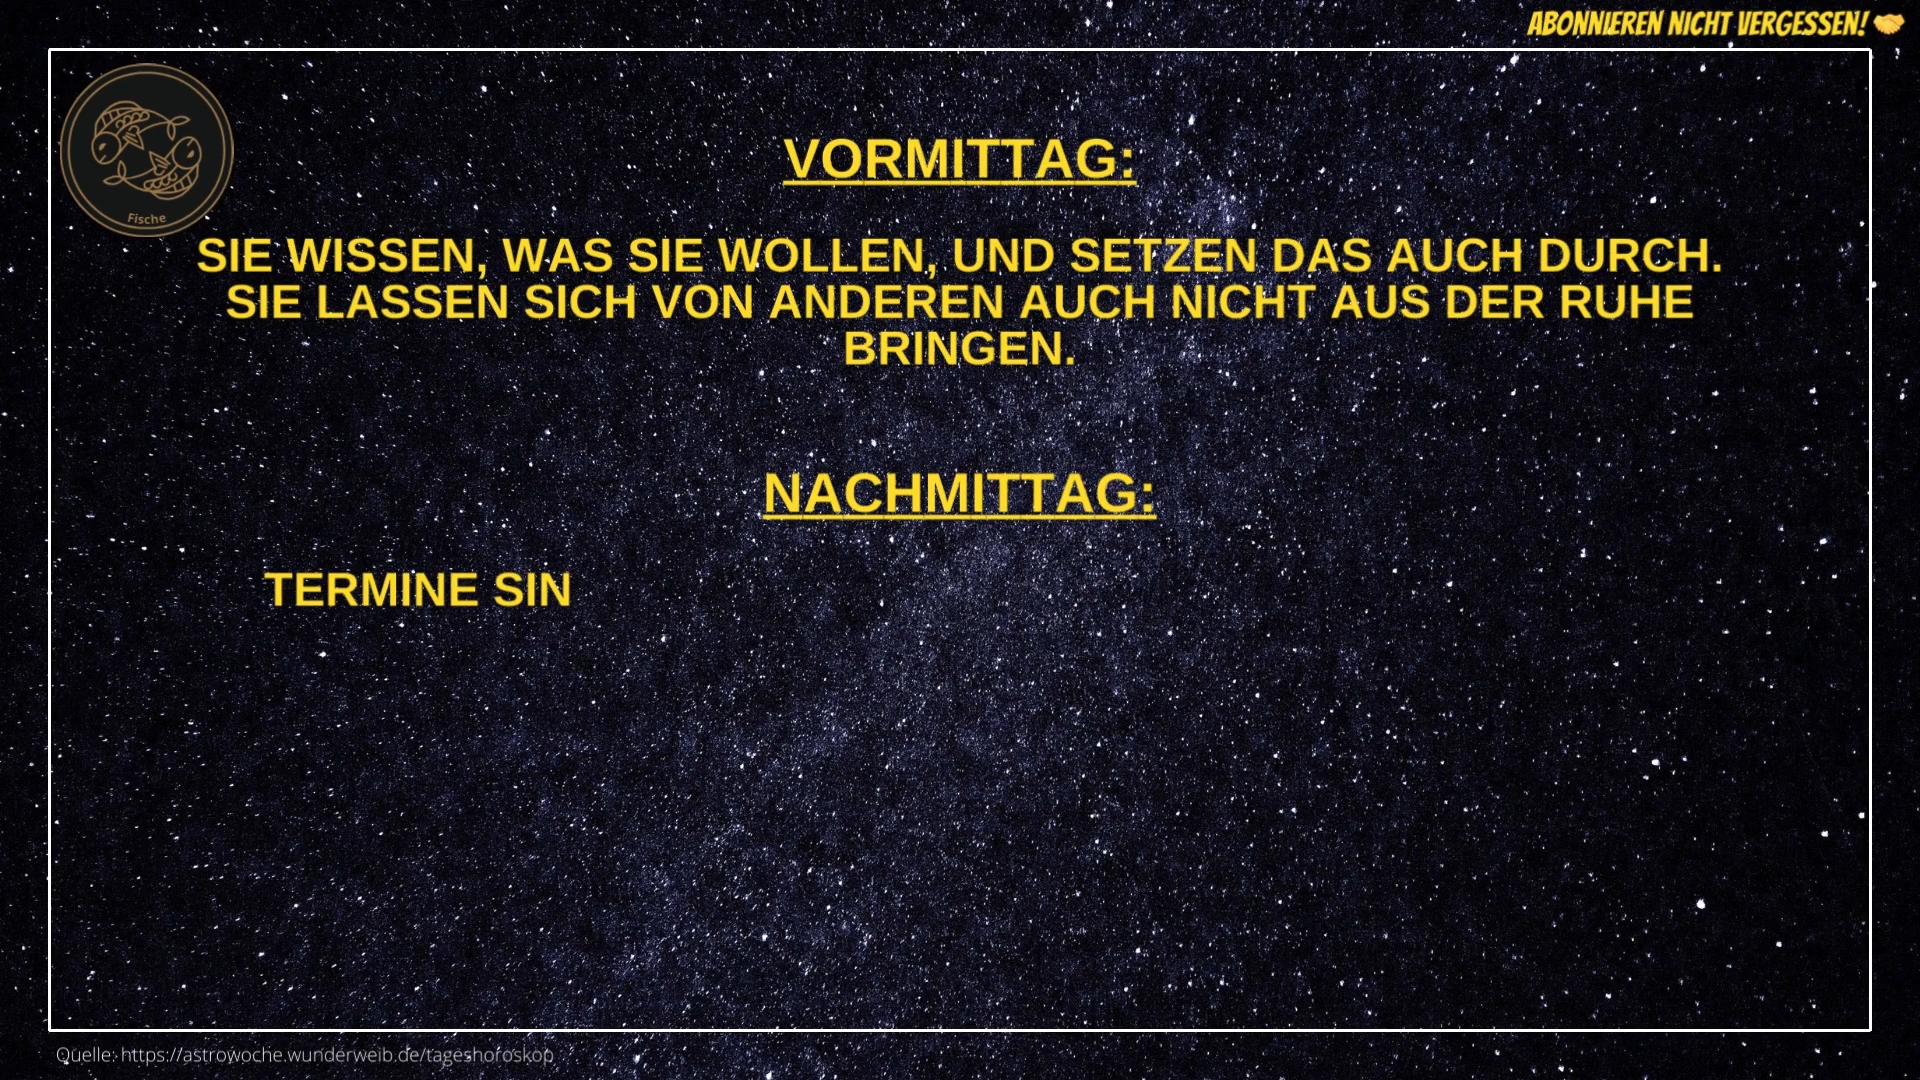 ABONNIEREN NICHT VERGESSEN!
Fische
VORMITTAG:
SIE WISSEN, WAS SIE WOLLEN, UND SETZEN DAS AUCH DURCH.
SIE LASSEN SICH VON ANDEREN AUCH NICHT AUS DER RUHE
BRINGEN.
NACHMITTAG:
TERMINE SIN
Quelle: https://astrowoche.wunderweib.de/tageshoroskop